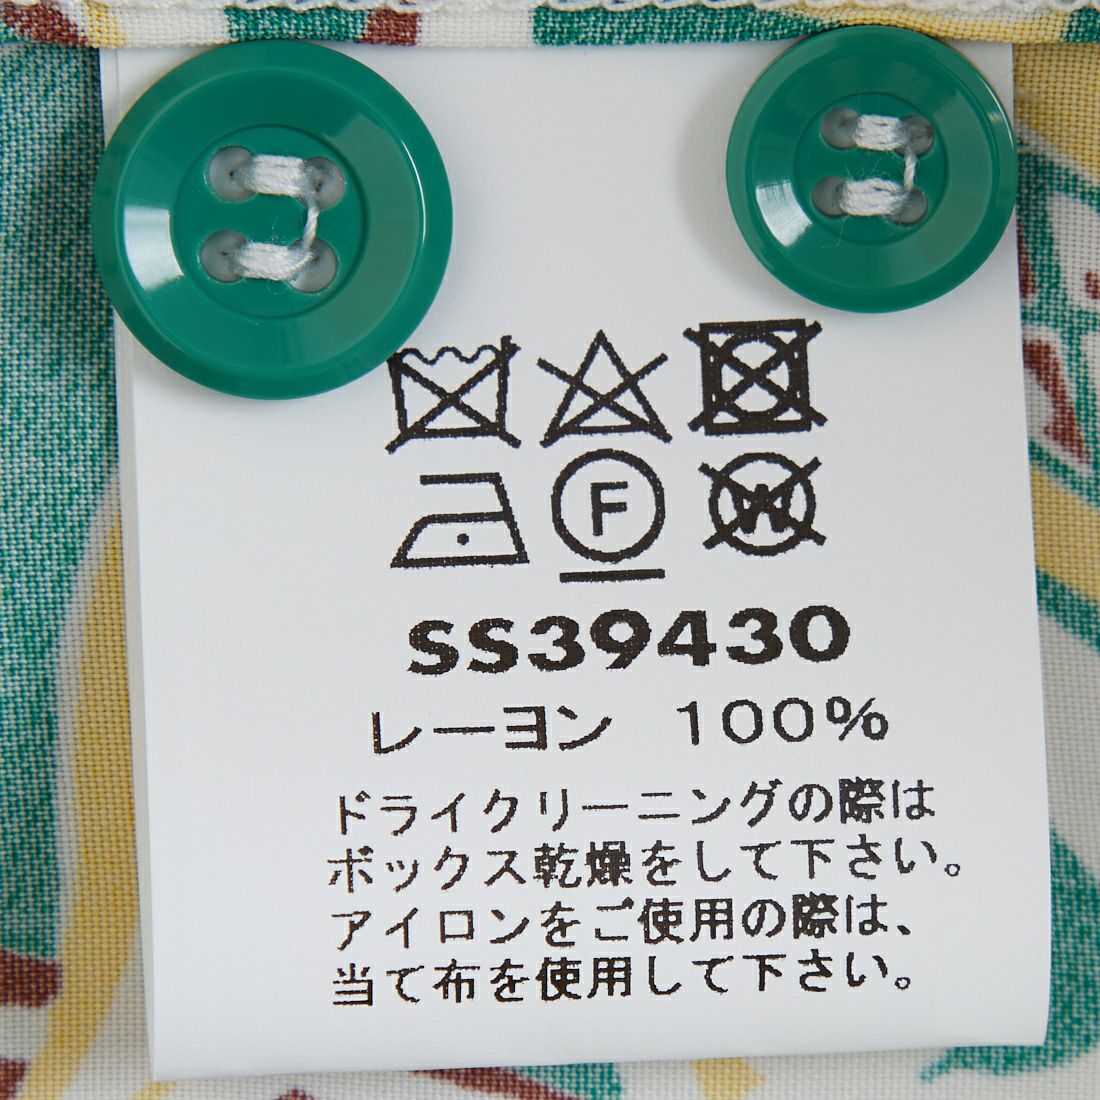 F
W
SS39430
レーヨン 100%
ドライクリーニングの際は
ボックス乾燥をして下さい。
アイロンをご使用の際は、
当て布を使用して下さい。